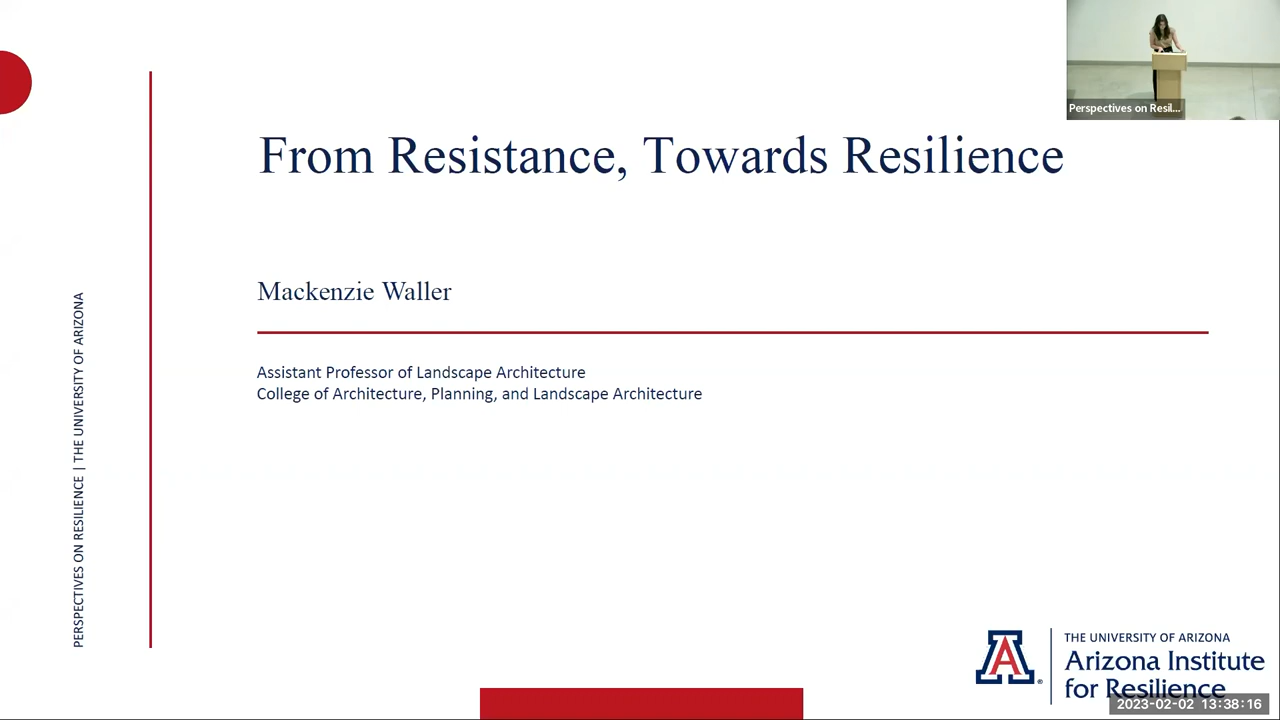 Perspectives on Resil...
From Resistance, Towards Resilience
Mackenzie Waller
Assistant Professor of Landscape Architecture
College of Architecture, Planning, and Landscape Architecture
PERSPECTIVES ON RESILIENCE | THE UNIVERSITY OF ARIZONA
A
THE UNIVERSITY OF ARIZONA
Arizona Institute
for Resilience
2023-02-02 13:38:16